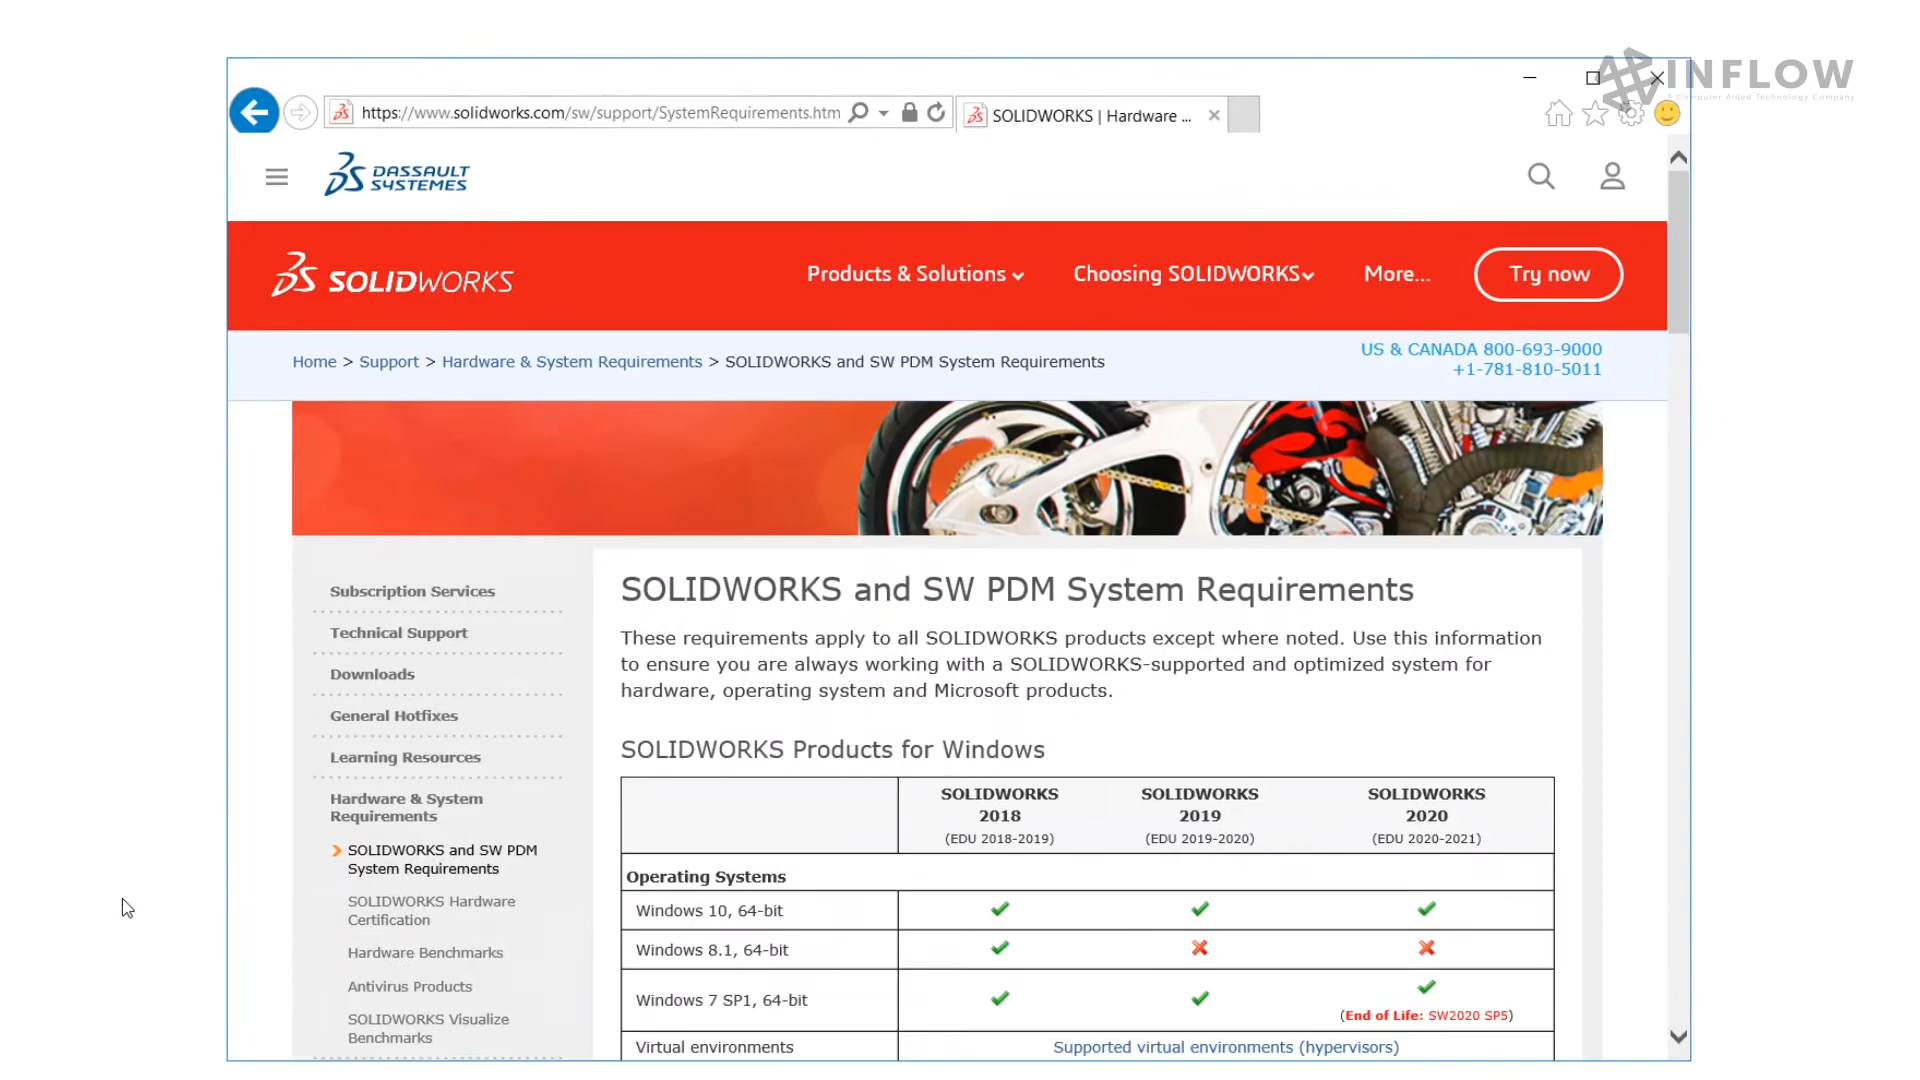 INFLOW
A Computer Aided Technology Company
https://www.solidworks.com/sw/support/SystemRequirements.htm
SOLIDWORKS | Hardware ...
DASSAULT
SYSTEMES
SOLIDWORKS
Products & Solutions
Choosing SOLIDWORKS
More...
Try now
Home > Support > Hardware & System Requirements > SOLIDWORKS and SW PDM System Requirements
US & CANADA 800-693-9000
+1-781-810-5011
Subscription Services
Technical Support
Downloads
General Hotfixes
Learning Resources
Hardware & System
Requirements
SOLIDWORKS and SW PDM
System Requirements
SOLIDWORKS Hardware
Certification
Hardware Benchmarks
Antivirus Products
SOLIDWORKS Visualize
Benchmarks
SOLIDWORKS and SW PDM System Requirements
These requirements apply to all SOLIDWORKS products except where noted. Use this information
to ensure you are always working with a SOLIDWORKS-supported and optimized system for
hardware, operating system and Microsoft products.
SOLIDWORKS Products for Windows
SOLIDWORKS 2018 (EDU 2018-2019)
SOLIDWORKS 2019 (EDU 2019-2020)
SOLIDWORKS 2020 (EDU 2020-2021)
Operating Systems
Windows 10, 64-bit
Windows 8.1, 64-bit
Windows 7 SP1, 64-bit
(End of Life: SW2020 SP5)
Virtual environments
Supported virtual environments (hypervisors)